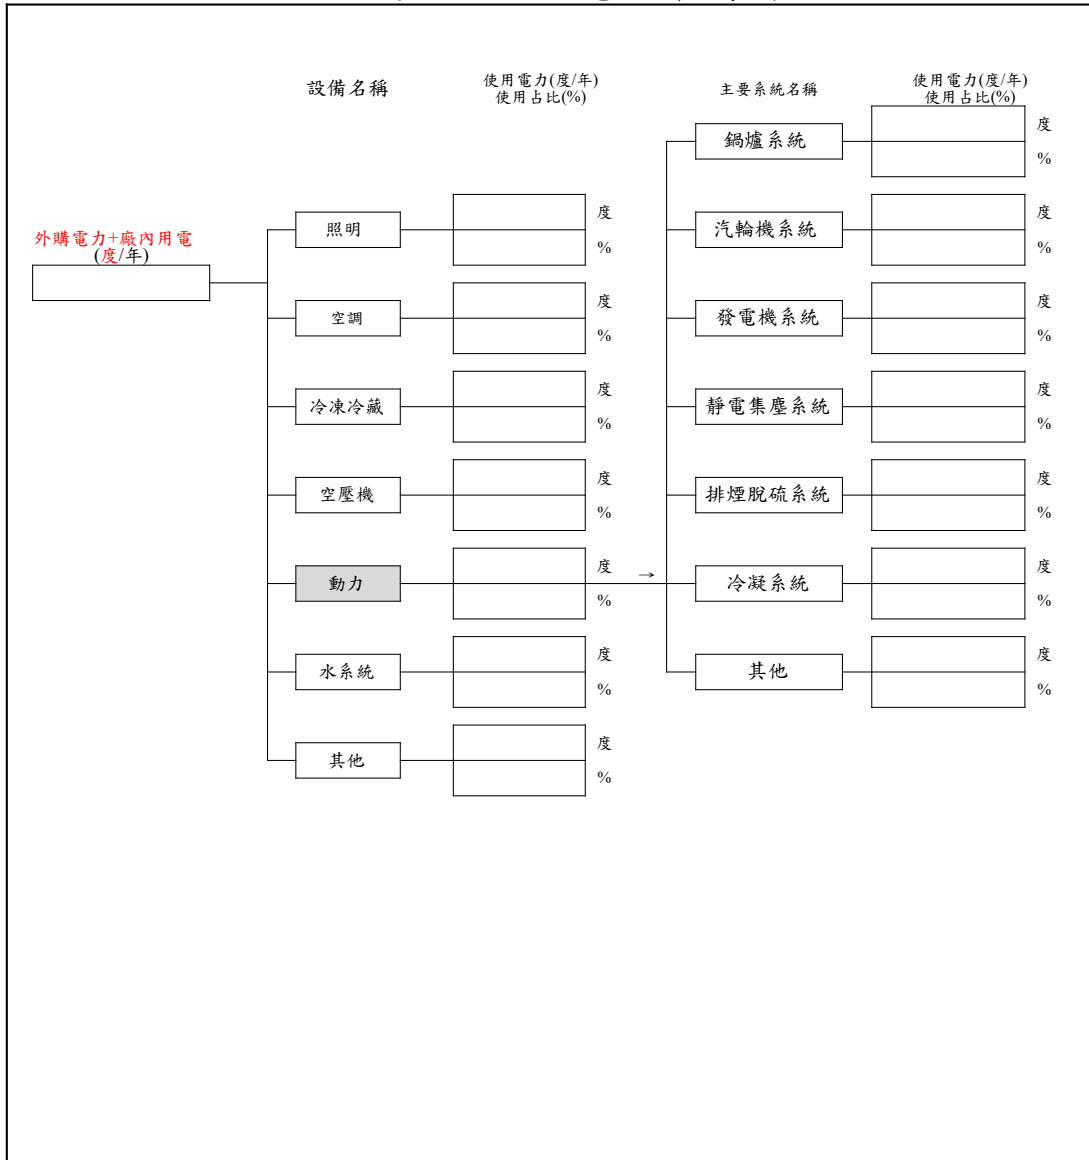 設備名稱
使用電力(度/年)
使用占比(%)
主要系統名稱
使用電力(度/年)
使用占比(%)
外購電力+廠內用電
(度/年)
照明
度
%
空調
度
%
冷凍冷藏
度
%
空壓機
度
%
動力
度
%
→
水系統
度
%
其他
度
%
鍋爐系統
度
%
汽輪機系統
度
%
發電機系統
度
%
靜電集塵系統
度
%
排煙脫硫系統
度
%
冷凝系統
度
%
其他
度
%